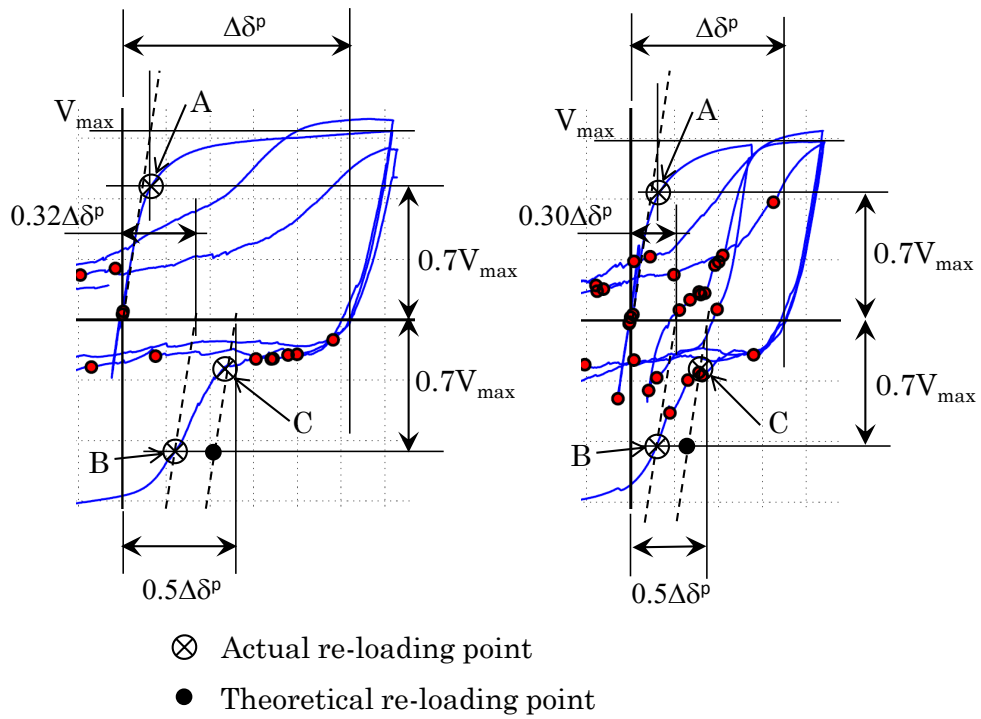 Δδᵖ
Vmax
A
0.32Δδᵖ
0.7Vmax
0.7Vmax
C
B
0.5Δδᵖ
Δδᵖ
Vmax
A
0.30Δδᵖ
0.7Vmax
0.7Vmax
C
B
0.5Δδᵖ
Actual re-loading point
Theoretical re-loading point